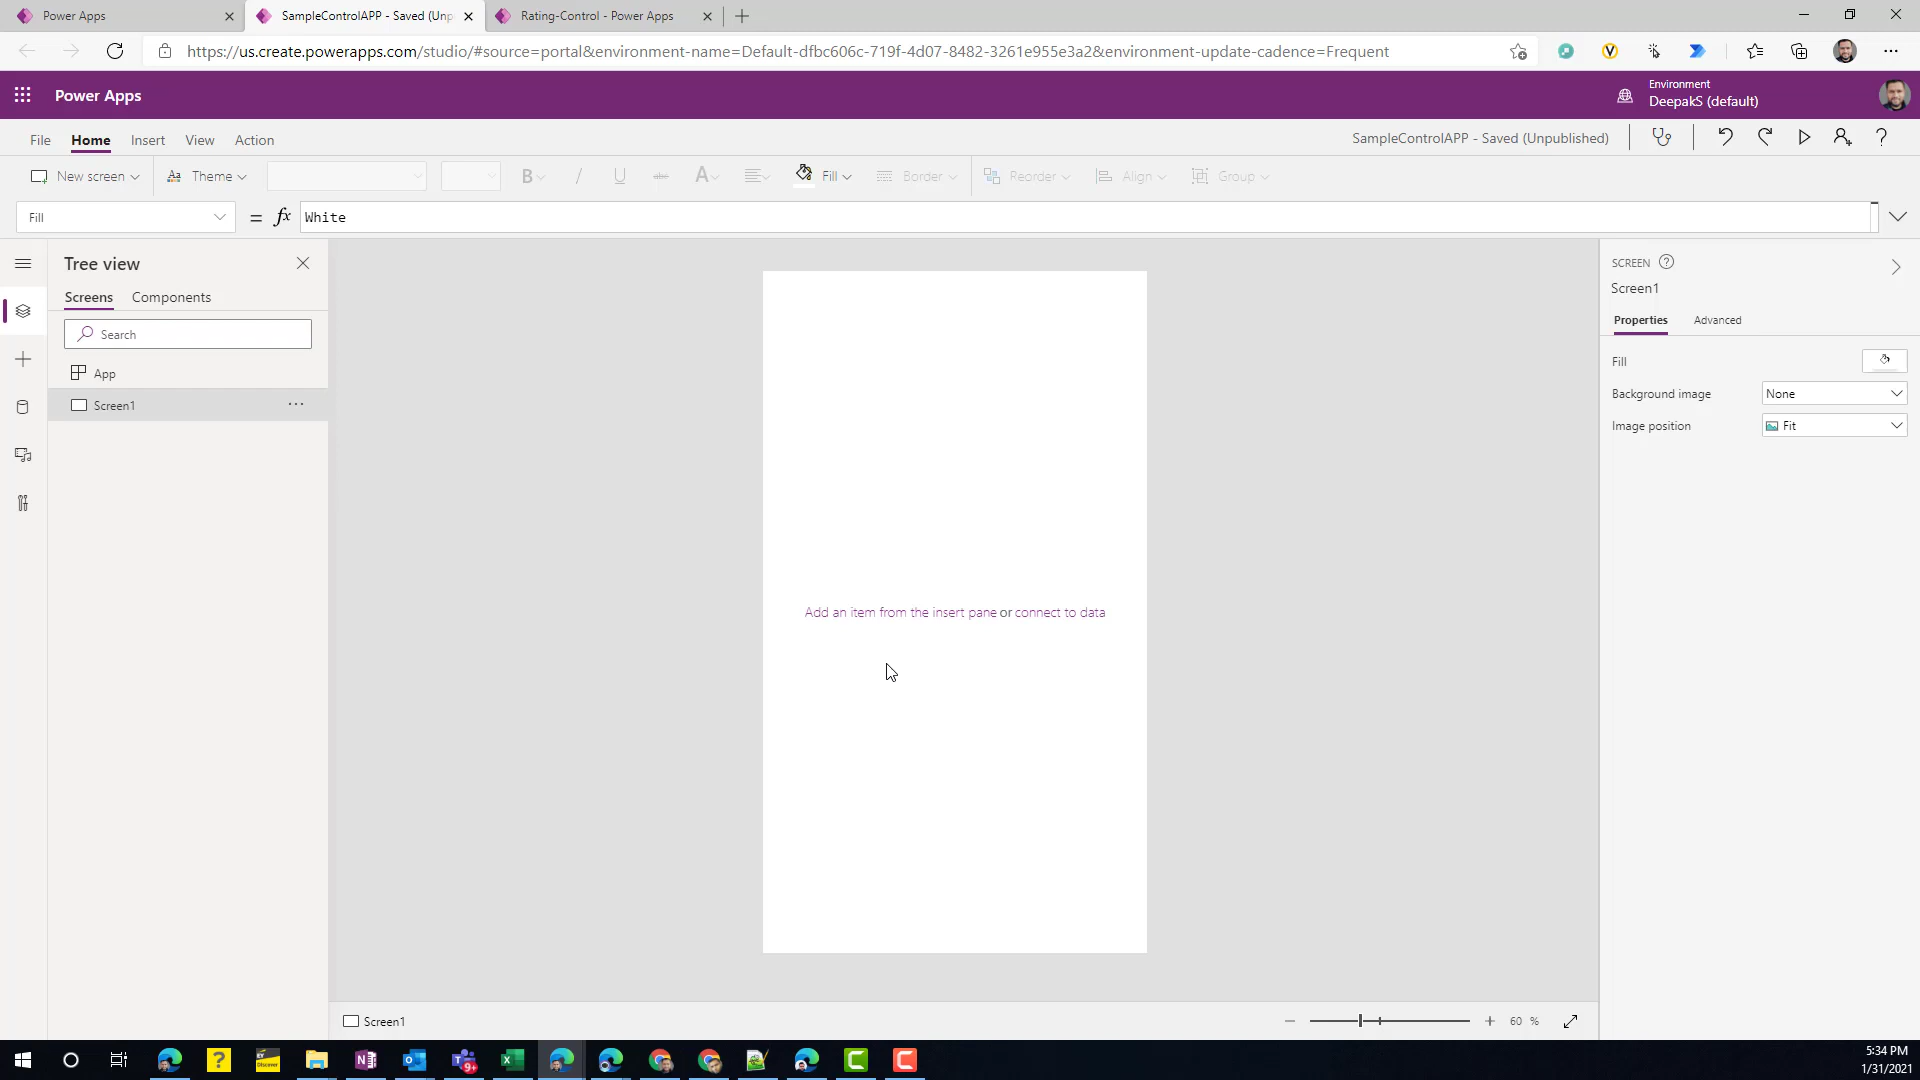 Power Apps
SampleControlAPP - Saved (Unp
Rating-Control - Power Apps
https://us.create.powerapps.com/studio/#source=portal&environment-name=Default-dfbc606c-719f-4d07-8482-3261e955e3a2&environment-update-cadence=Frequent
Power Apps
Environment
DeepakS (default)
File
Home
Insert
View
Action
SampleControlAPP - Saved (Unpublished)
New screen
Theme
Fill
Border
Reorder
Align
Group
Fill
= fx White
Tree view
Screens
Components
Search
App
Screen1
Add an item from the insert pane or connect to data
SCREEN
Screen1
Properties
Advanced
Fill
Background image
None
Image position
Fit
Screen1
60 %
5:34 PM
1/31/2021